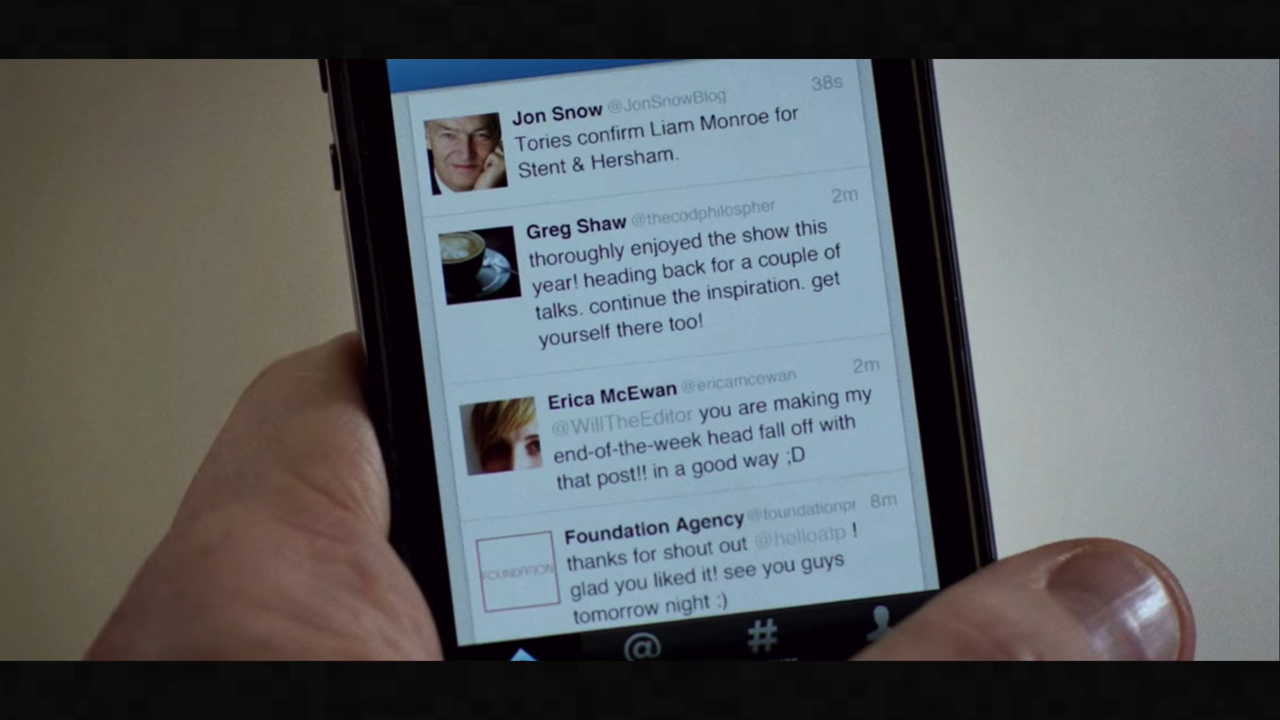 Jon Snow @JonSnowBlog 38s
Tories confirm Liam Monroe for
Stent & Hersham.
Greg Shaw @thecodphilospher 2m
thoroughly enjoyed the show this
year! heading back for a couple of
talks. continue the inspiration. get
yourself there too!
Erica McEwan @ericamcewan 2m
@WillTheEditor you are making my
end-of-the-week head fall off with
that post!! in a good way ;D
Foundation Agency @foundationpr 8m
FOUNDATION
thanks for shout out @helloatp !
glad you liked it! see you guys
tomorrow night :)
@ #